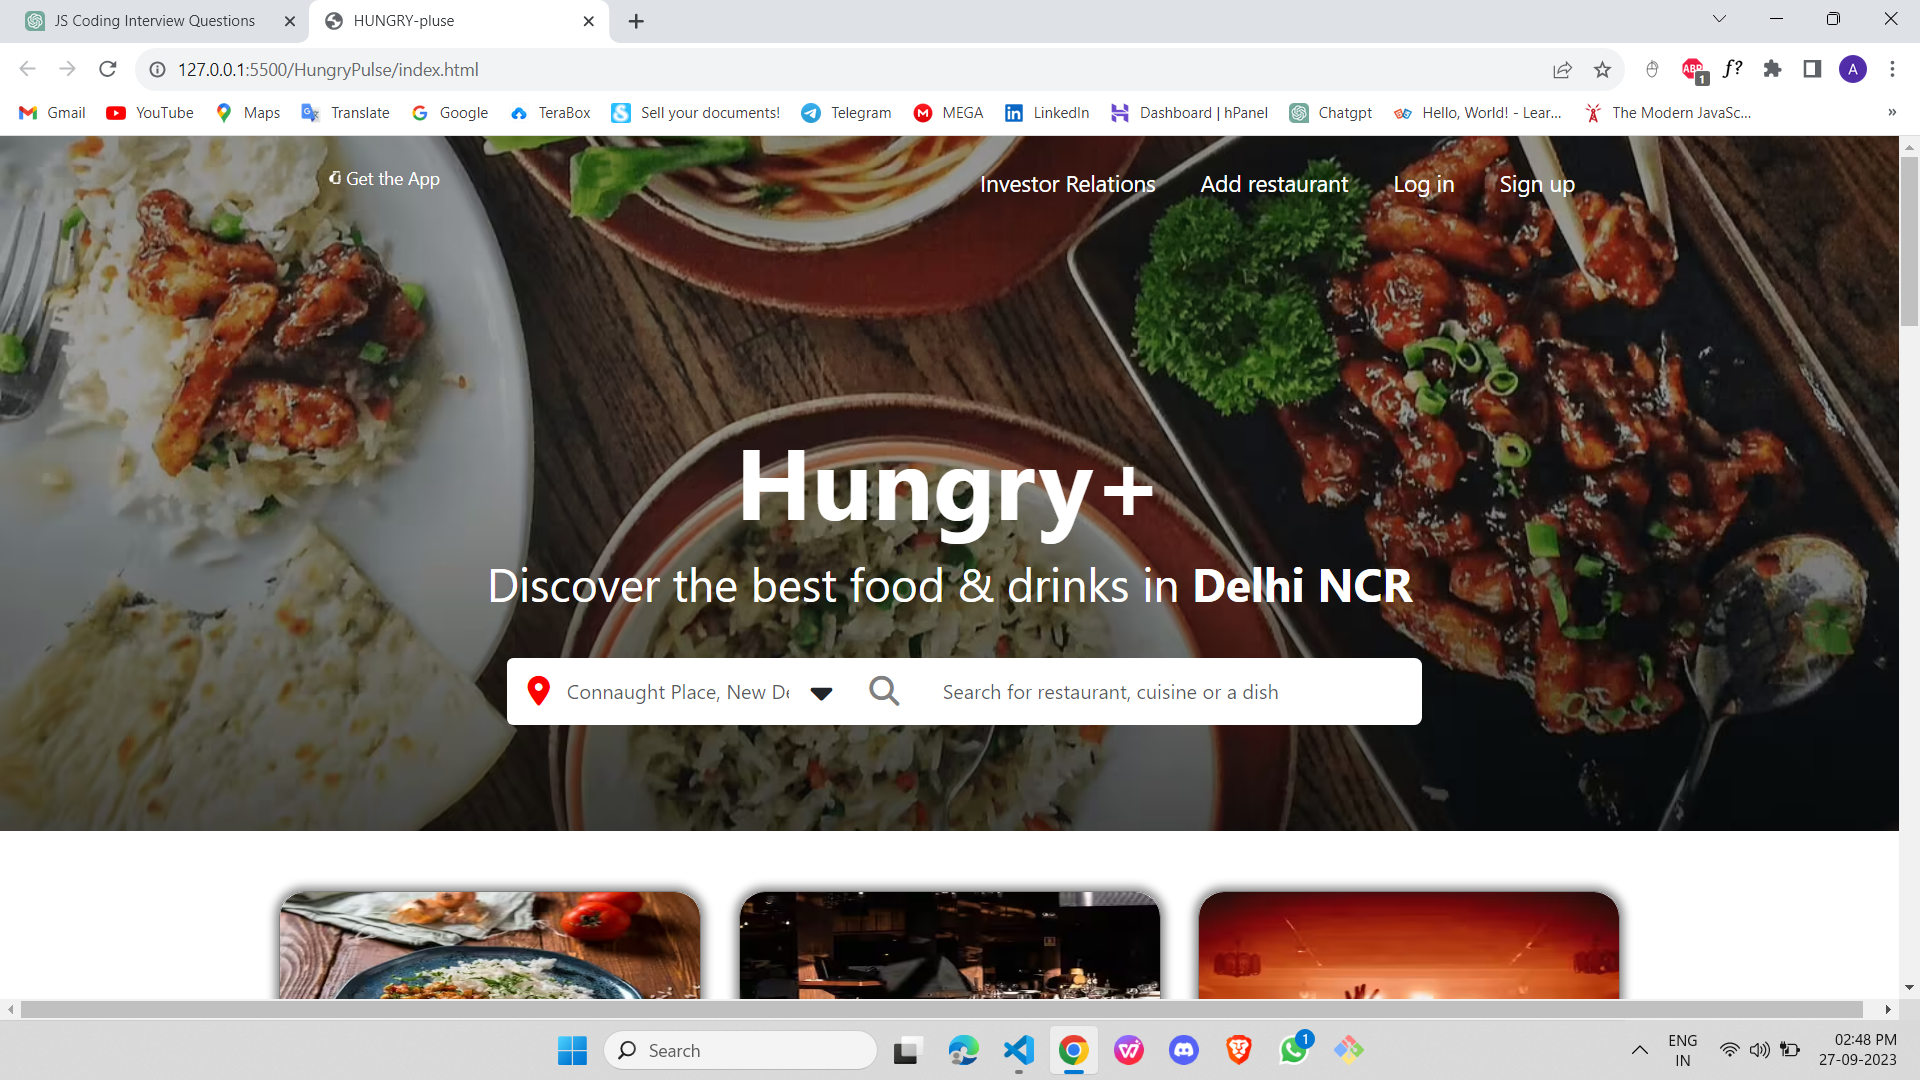 JS Coding Interview Questions
HUNGRY-pluse
127.0.0.1:5500/HungryPulse/index.html
ABP
1
f?
A
Gmail
YouTube
Maps
Translate
Google
TeraBox
Sell your documents!
Telegram
MEGA
LinkedIn
Dashboard | hPanel
Chatgpt
Hello, World! - Lear...
The Modern JavaSc...
»
Get the App
Investor Relations
Add restaurant
Log in
Sign up
Hungry+
Discover the best food & drinks in Delhi NCR
Connaught Place, New De
Search for restaurant, cuisine or a dish
Search
1
ENG
IN
02:48 PM
27-09-2023